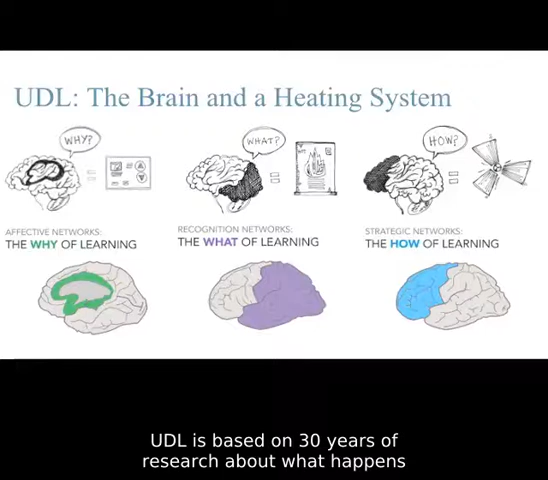 UDL: The Brain and a Heating System
WHY?
WHAT?
HOW?
AFFECTIVE NETWORKS:
THE WHY OF LEARNING
RECOGNITION NETWORKS:
THE WHAT OF LEARNING
STRATEGIC NETWORKS:
THE HOW OF LEARNING
UDL is based on 30 years of
research about what happens